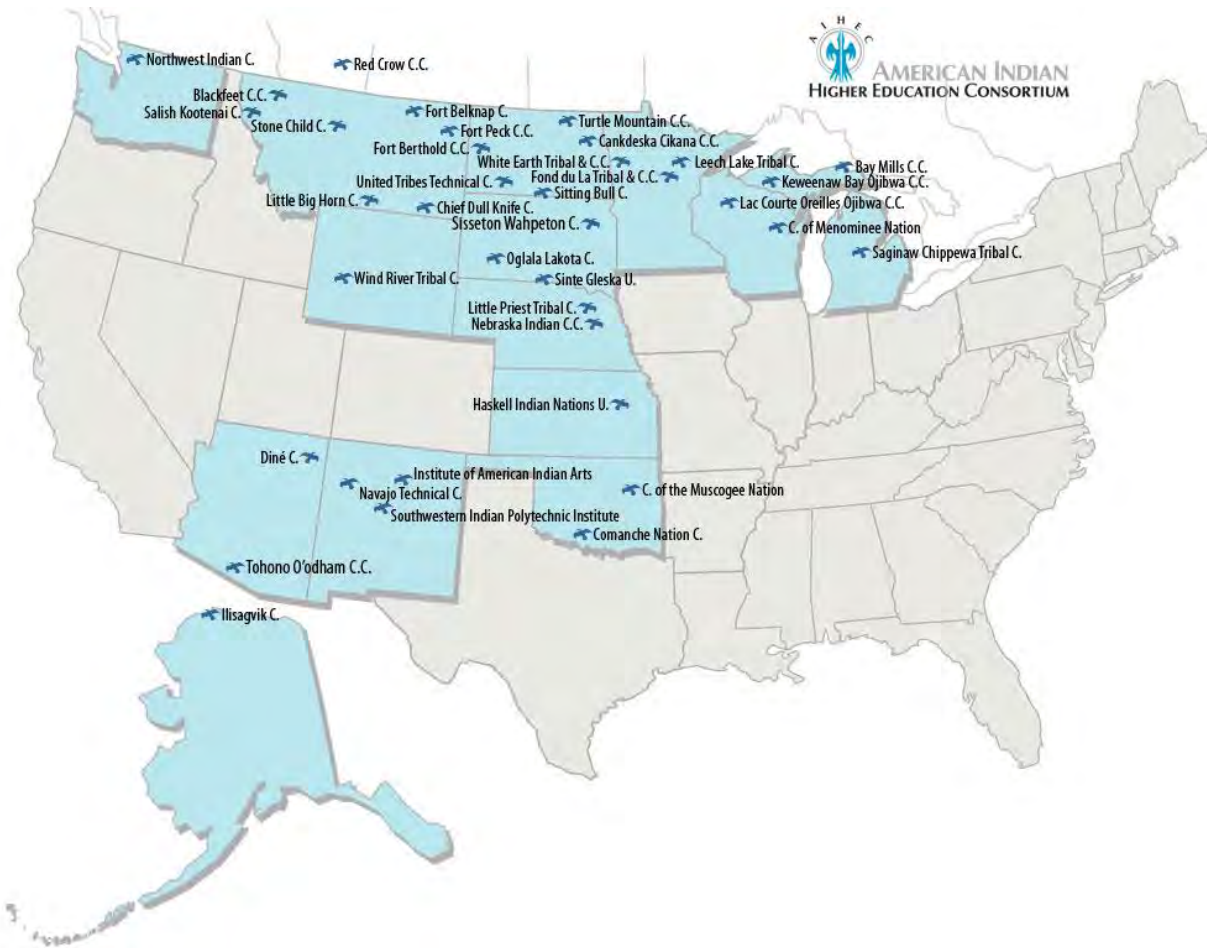 AIHEC
AMERICAN INDIAN
HIGHER EDUCATION CONSORTIUM
Northwest Indian C.
Red Crow C.C.
Blackfeet C.C.
Salish Kootenai C.
Stone Child C.
Fort Belknap C.
Fort Peck C.C.
Fort Berthold C.C.
Turtle Mountain C.C.
Cankdeska Cikana C.C.
White Earth Tribal & C.C.
Leech Lake Tribal C.
Fond du La Tribal & C.C.
Bay Mills C.C.
Keweenaw Bay Ojibwa C.C.
United Tribes Technical C.
Sitting Bull C.
Little Big Horn C.
Chief Dull Knife C.
Lac Courte Oreilles Ojibwa C.C.
Sisseton Wahpeton C.
C. of Menominee Nation
Saginaw Chippewa Tribal C.
Oglala Lakota C.
Wind River Tribal C.
Sinte Gleska U.
Little Priest Tribal C.
Nebraska Indian C.C.
Haskell Indian Nations U.
Diné C.
Institute of American Indian Arts
Navajo Technical C.
C. of the Muscogee Nation
Southwestern Indian Polytechnic Institute
Comanche Nation C.
Tohono O'odham C.C.
Ilisagvik C.